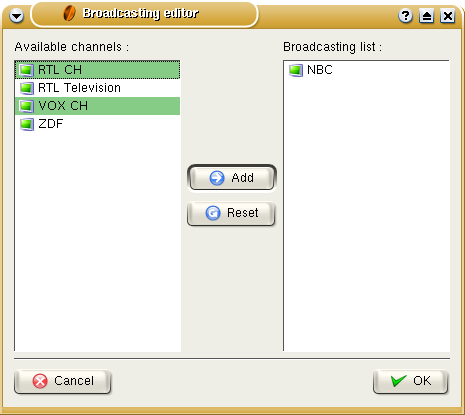 Broadcasting editor
Available channels :
RTL CH
RTL Television
VOX CH
ZDF
Broadcasting list :
NBC
Add
Reset
Cancel
OK